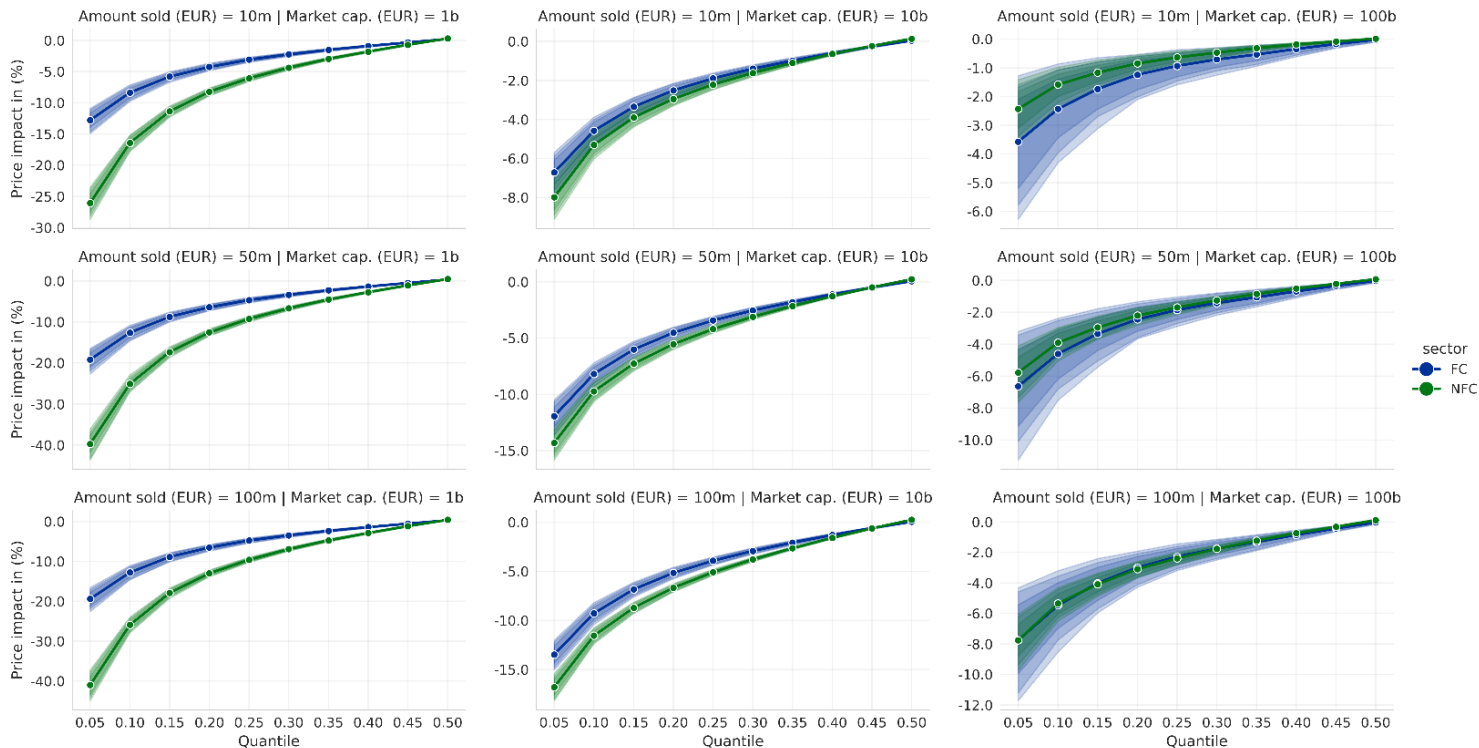 Amount sold (EUR) = 10m | Market cap. (EUR) = 1b
Amount sold (EUR) = 10m | Market cap. (EUR) = 10b
Amount sold (EUR) = 10m | Market cap. (EUR) = 100b
Price impact in (%)
0.0
-5.0
-10.0
-15.0
-20.0
-25.0
-30.0
0.0
-2.0
-4.0
-6.0
-8.0
0.0
-1.0
-2.0
-3.0
-4.0
-5.0
-6.0
Amount sold (EUR) = 50m | Market cap. (EUR) = 1b
Amount sold (EUR) = 50m | Market cap. (EUR) = 10b
Amount sold (EUR) = 50m | Market cap. (EUR) = 100b
Price impact in (%)
0.0
-10.0
-20.0
-30.0
-40.0
0.0
-5.0
-10.0
-15.0
0.0
-2.0
-4.0
-6.0
-8.0
-10.0
sector
FC
NFC
Amount sold (EUR) = 100m | Market cap. (EUR) = 1b
Amount sold (EUR) = 100m | Market cap. (EUR) = 10b
Amount sold (EUR) = 100m | Market cap. (EUR) = 100b
Price impact in (%)
0.0
-10.0
-20.0
-30.0
-40.0
0.0
-5.0
-10.0
-15.0
0.0
-2.0
-4.0
-6.0
-8.0
-10.0
-12.0
0.05 0.10 0.15 0.20 0.25 0.30 0.35 0.40 0.45 0.50
0.05 0.10 0.15 0.20 0.25 0.30 0.35 0.40 0.45 0.50
0.05 0.10 0.15 0.20 0.25 0.30 0.35 0.40 0.45 0.50
Quantile
Quantile
Quantile